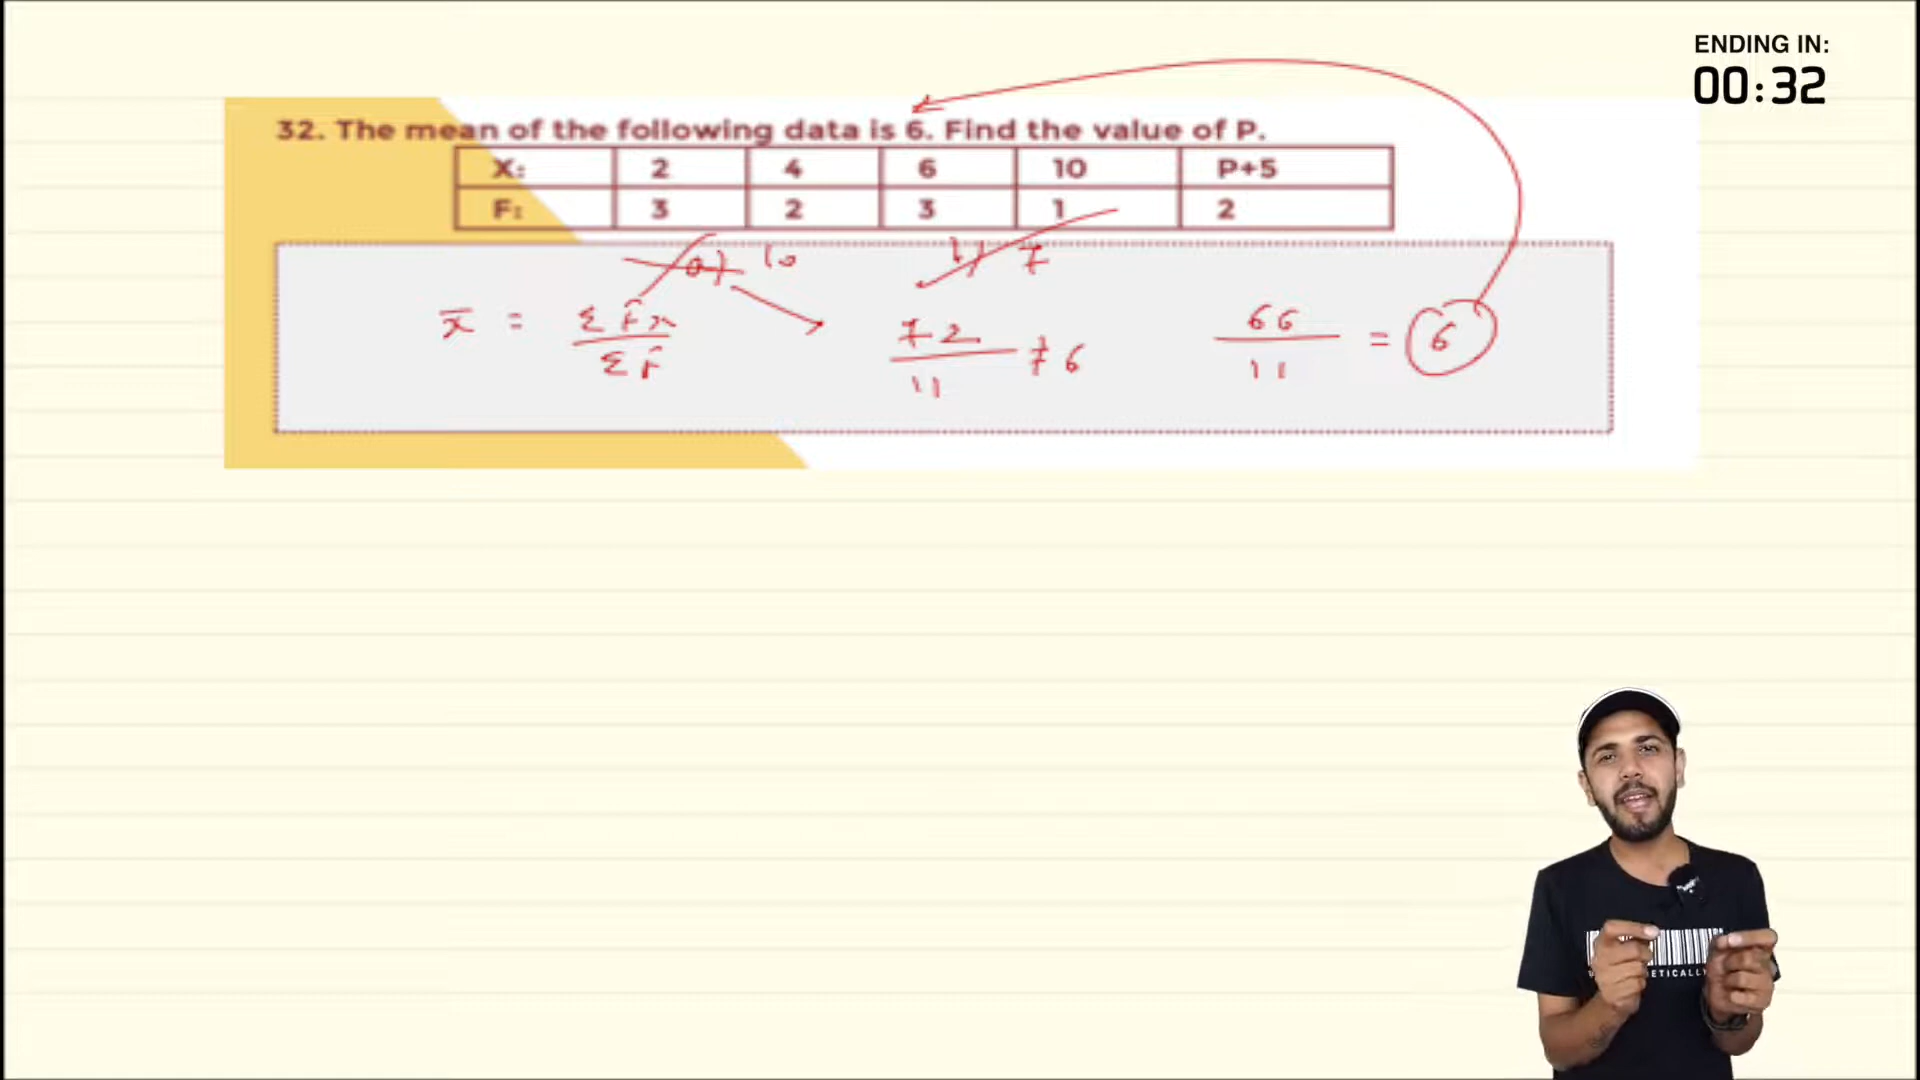 ENDING IN:
00:32
32. The mean of the following data is 6. Find the value of P.
X: 2 4 6 10 P+5
F: 3 2 3 1 2
a) 10 b) 7
x̄ = Σfx / Σf
72 / 11 ≠ 6
66 / 11 = 6
ETICALLY